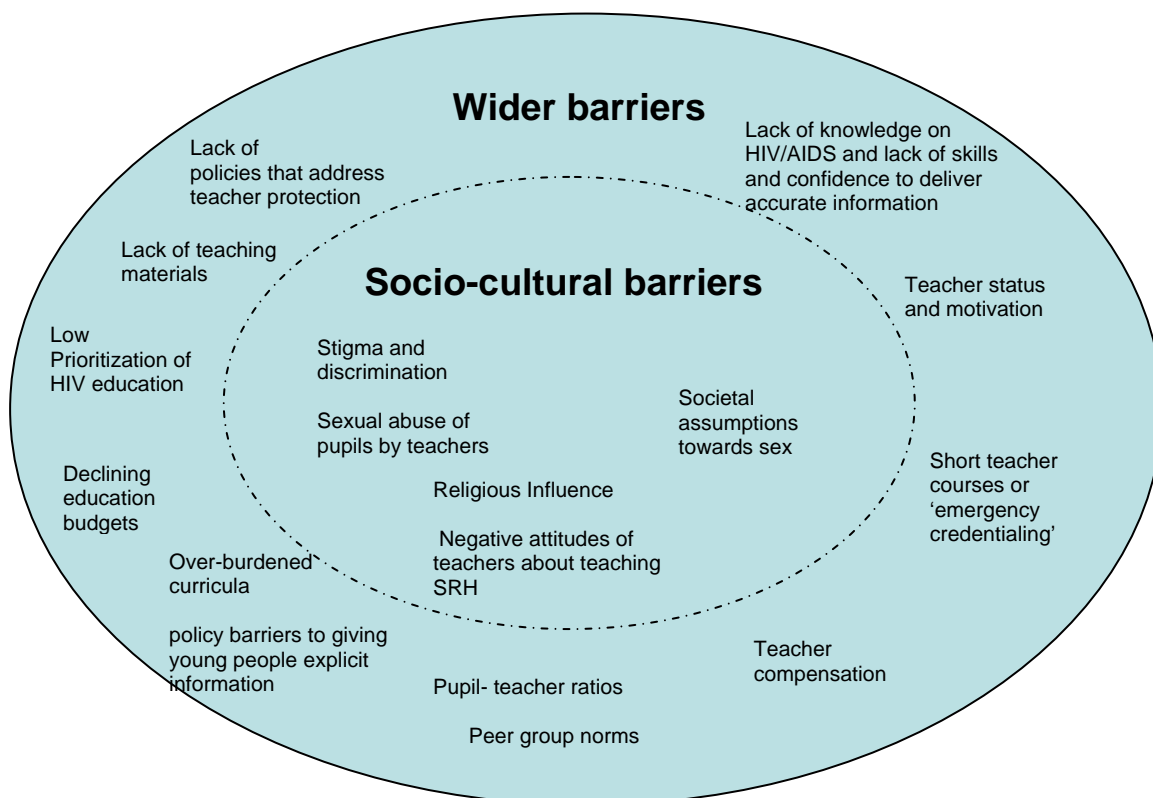 Wider barriers
Lack of
policies that address
teacher protection
Lack of knowledge on
HIV/AIDS and lack of skills
and confidence to deliver
accurate information
Lack of teaching
materials
Socio-cultural barriers
Teacher status
and motivation
Low
Prioritization of
HIV education
Stigma and
discrimination
Sexual abuse of
pupils by teachers
Societal
assumptions
towards sex
Declining
education
budgets
Religious Influence
Negative attitudes of
teachers about teaching
SRH
Short teacher
courses or
‘emergency
credentialing’
Over-burdened
curricula
policy barriers to giving
young people explicit
information
Teacher
compensation
Pupil- teacher ratios
Peer group norms